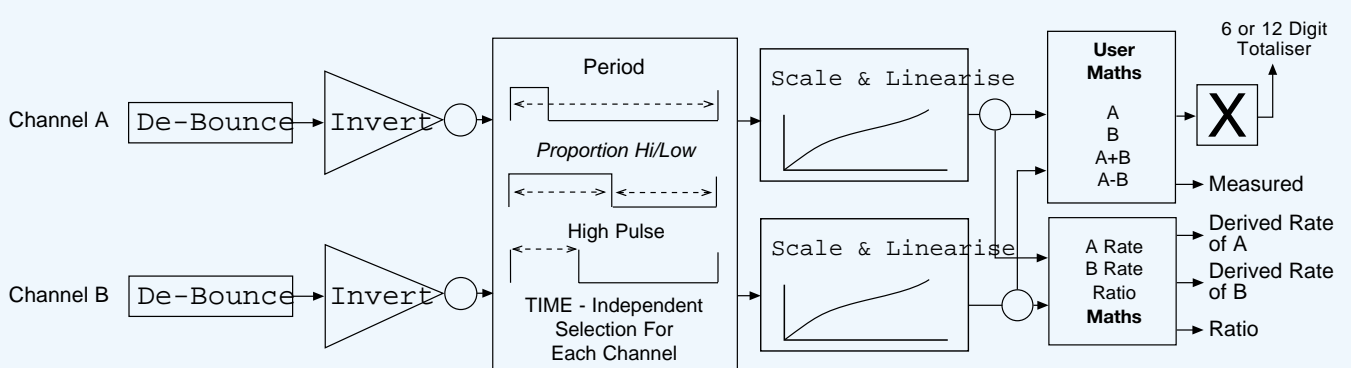 Channel A
De-Bounce
Invert
Channel B
De-Bounce
Invert
Period
Proportion Hi/Low
High Pulse
TIME - Independent
Selection For
Each Channel
Scale & Linearise
Scale & Linearise
User
Maths
A
B
A+B
A-B
X
6 or 12 Digit
Totaliser
Measured
A Rate
B Rate
Ratio
Maths
Derived Rate
of A
Derived Rate
of B
Ratio